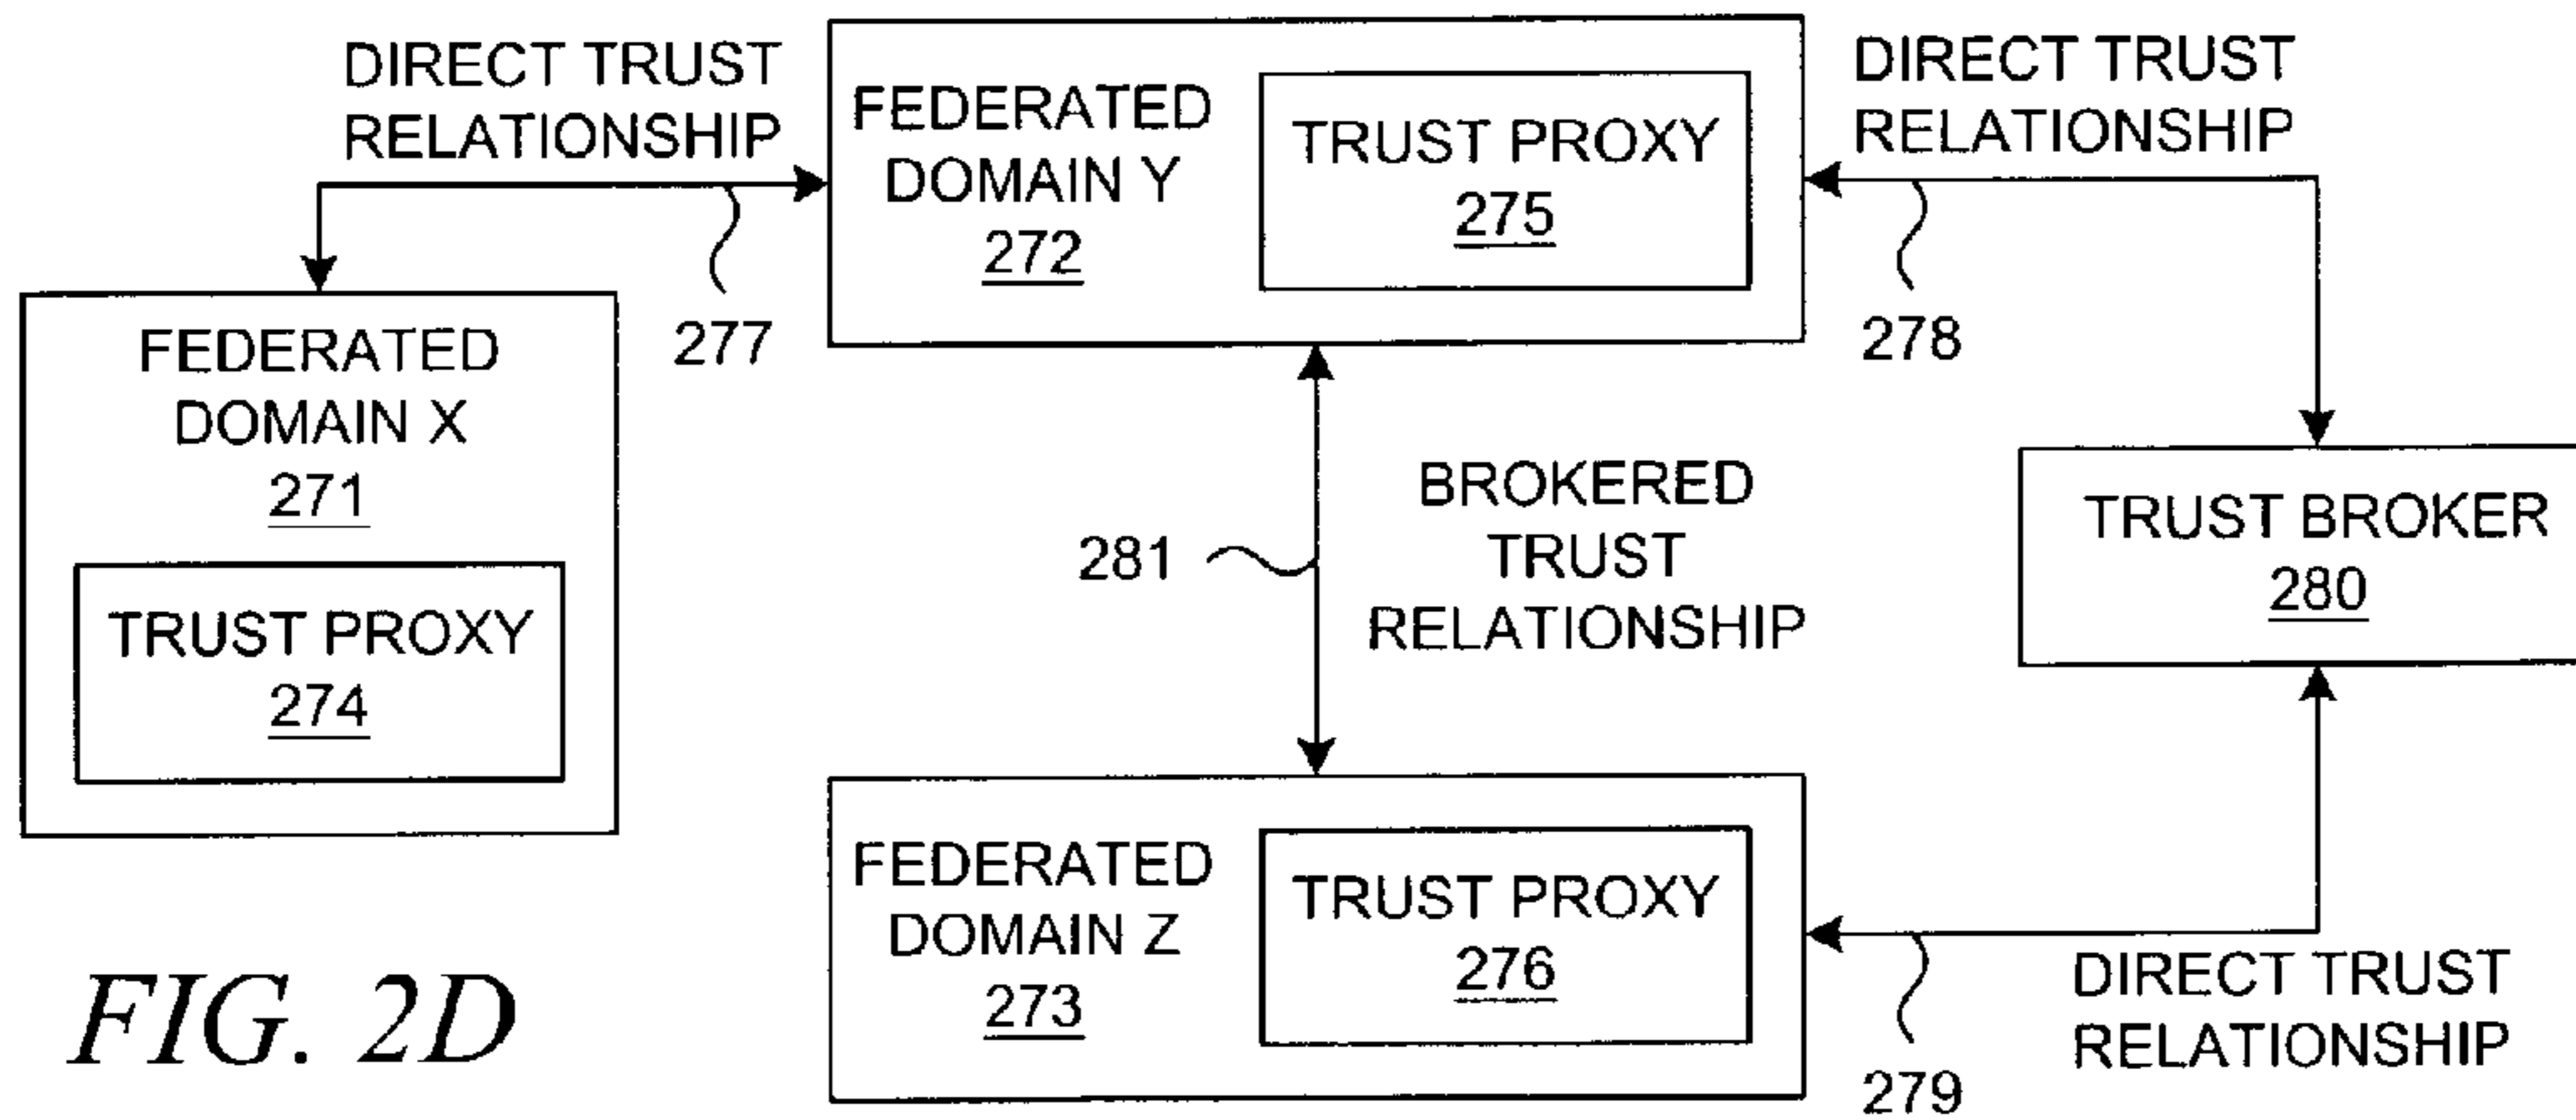 DIRECT TRUST
RELATIONSHIP
277
FEDERATED
DOMAIN X
271
TRUST PROXY
274
FEDERATED
DOMAIN Y
272
TRUST PROXY
275
DIRECT TRUST
RELATIONSHIP
278
281
BROKERED
TRUST
RELATIONSHIP
TRUST BROKER
280
FEDERATED
DOMAIN Z
273
TRUST PROXY
276
279
DIRECT TRUST
RELATIONSHIP
FIG. 2D